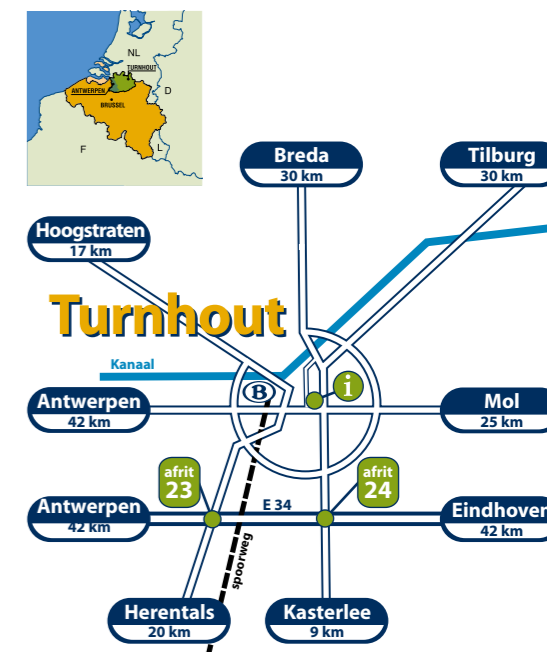 NL
TURNHOUT
ANTWERPEN
D
BRUSSEL
F
L
Breda
30 km
Tilburg
30 km
Hoogstraten
17 km
Turnhout
Kanaal
B
i
Antwerpen
42 km
Mol
25 km
afrit
23
afrit
24
E 34
Antwerpen
42 km
Eindhoven
42 km
spoorweg
Herentals
20 km
Kasterlee
9 km